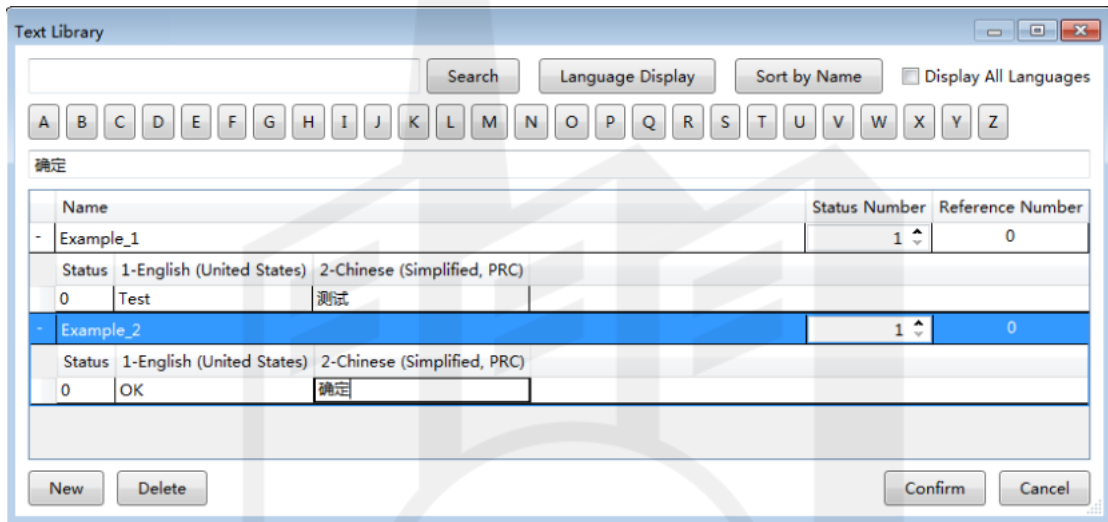 Text Library
Search Language Display Sort by Name Display All Languages
A B C D E F G H I J K L M N O P Q R S T U V W X Y Z
确定
Name Status Number Reference Number
- Example_1 1 0
Status 1-English (United States) 2-Chinese (Simplified, PRC)
0 Test 测试
- Example_2 1 0
Status 1-English (United States) 2-Chinese (Simplified, PRC)
0 OK 确定
New Delete Confirm Cancel